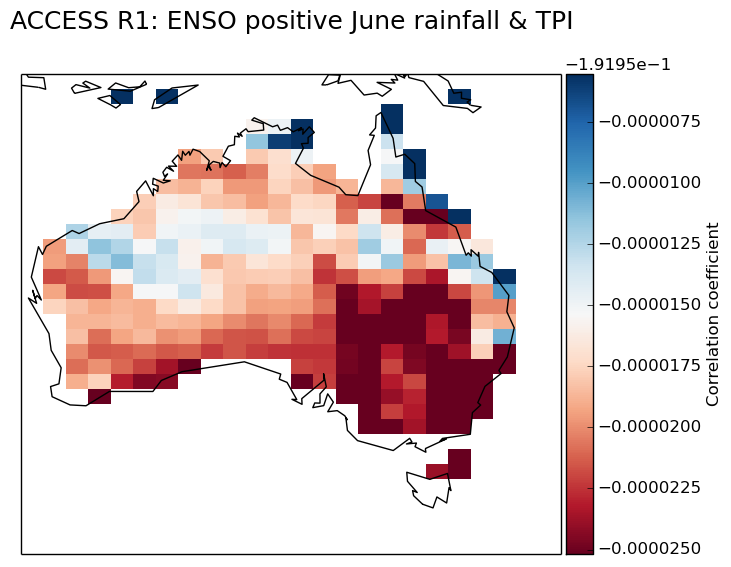 ACCESS R1: ENSO positive June rainfall & TPI
−1.9195e−1
−0.0000075
−0.0000100
−0.0000125
−0.0000150
−0.0000175
−0.0000200
−0.0000225
−0.0000250
Correlation coefficient